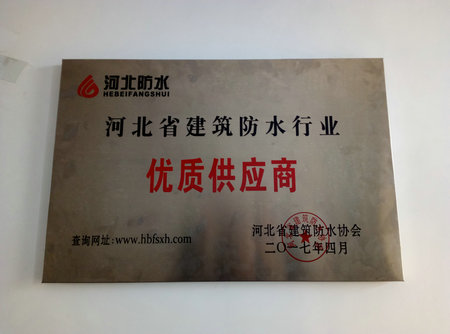 河北防水
HEBEIFANGSHUI
河北省建筑防水行业
优质供应商
查询网址:www.hbfsxh.com
河北省建筑防水协会
二〇一七年四月